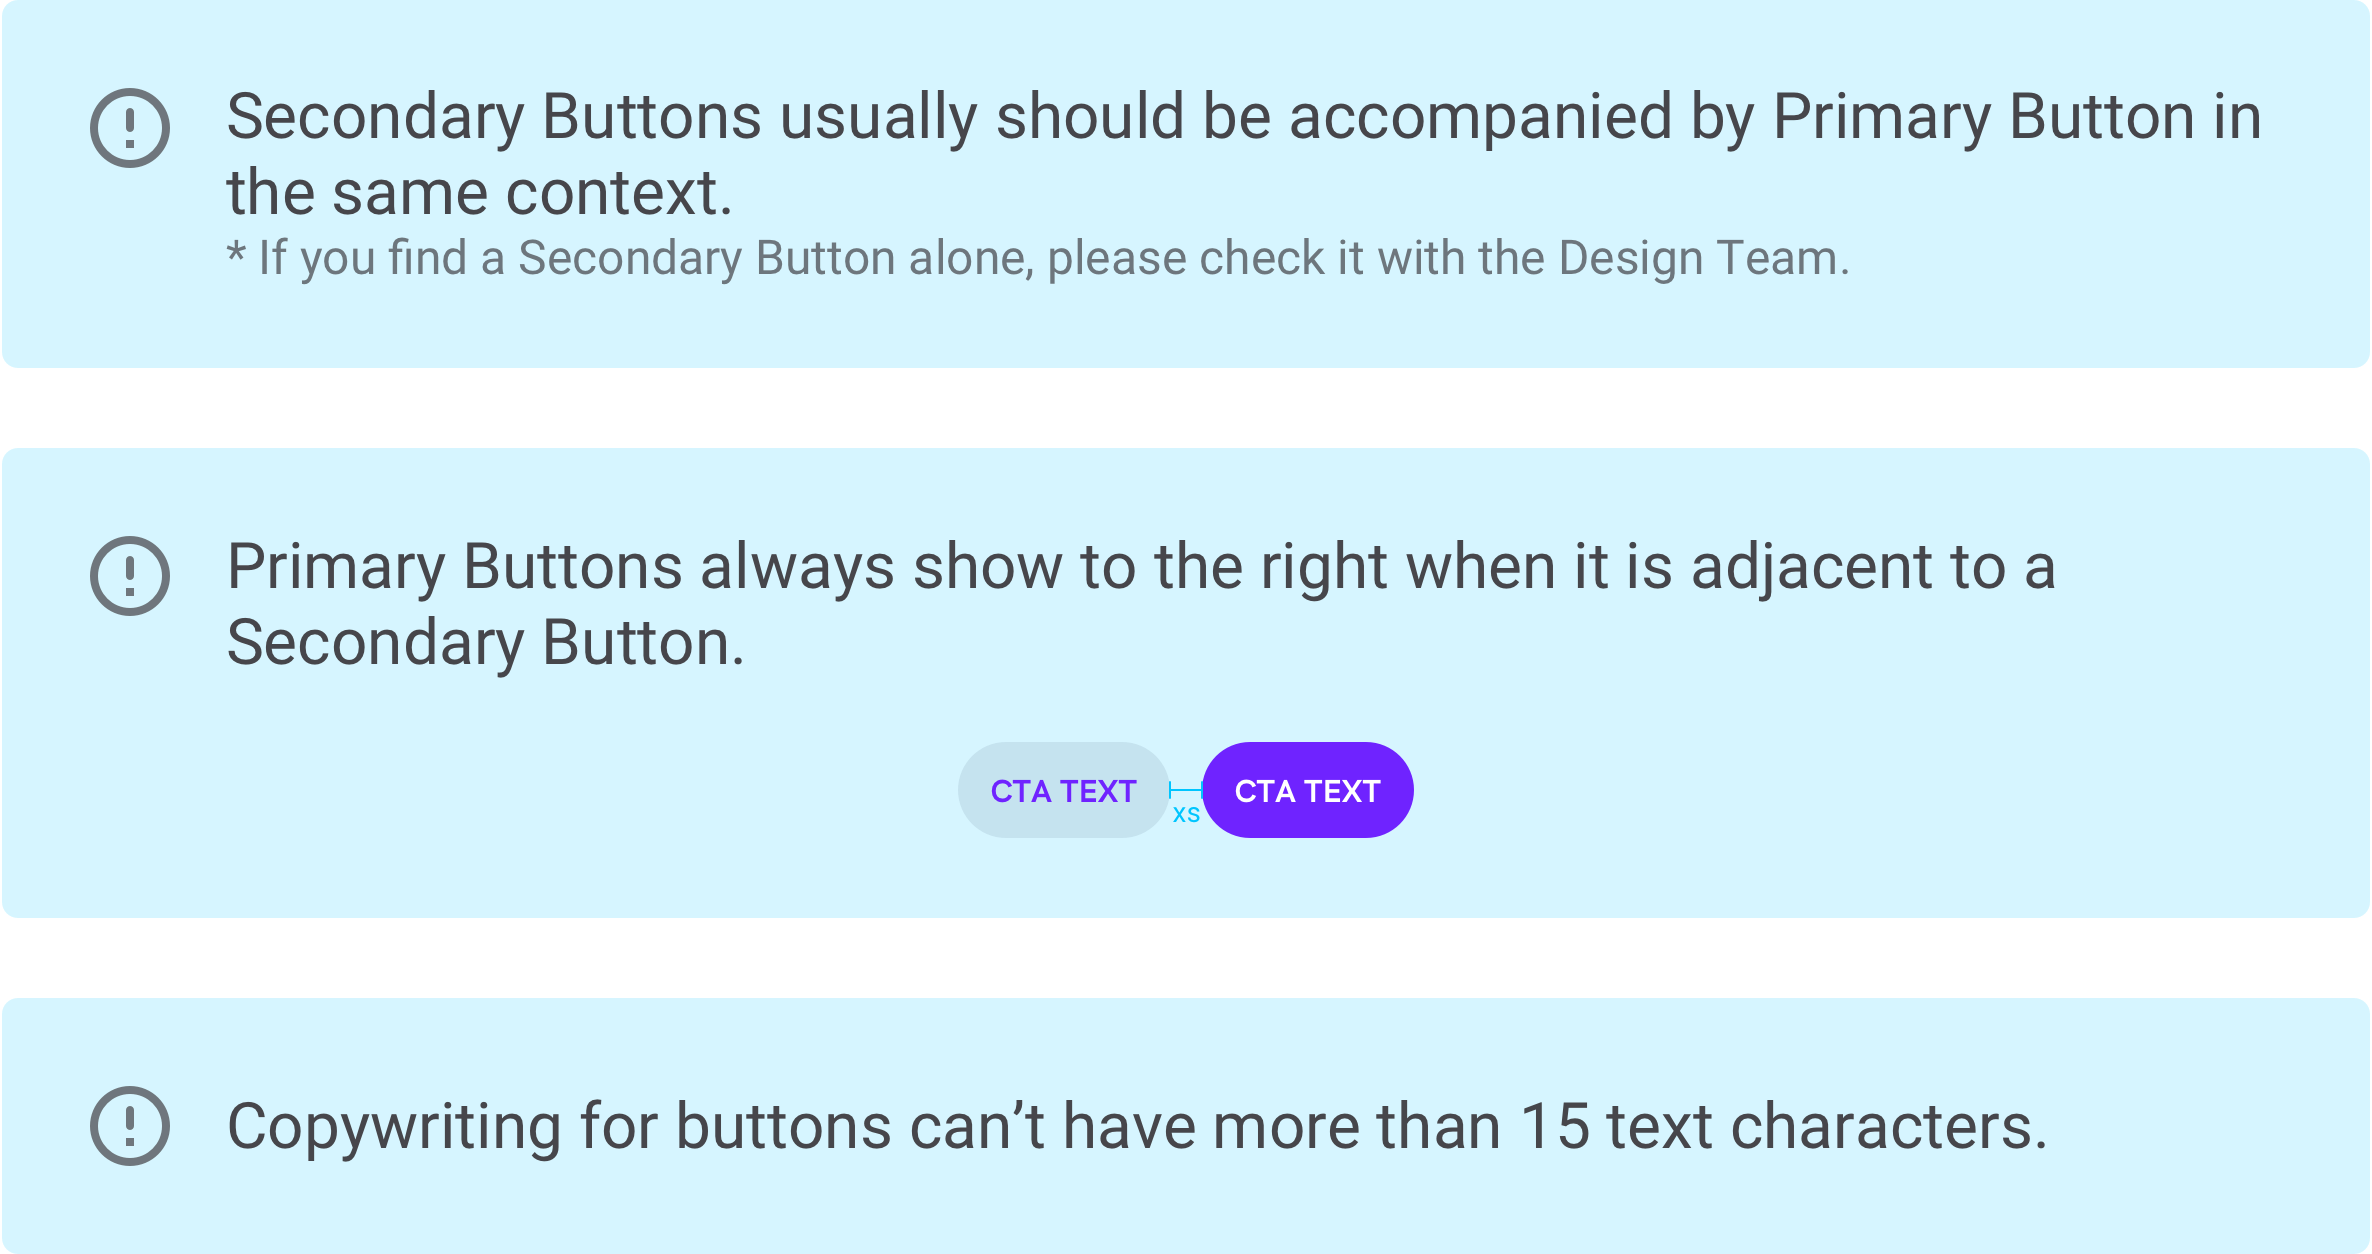 Secondary Buttons usually should be accompanied by Primary Button in
the same context.
* If you find a Secondary Button alone, please check it with the Design Team.
Primary Buttons always show to the right when it is adjacent to a
Secondary Button.
CTA TEXT
xs
CTA TEXT
Copywriting for buttons can’t have more than 15 text characters.